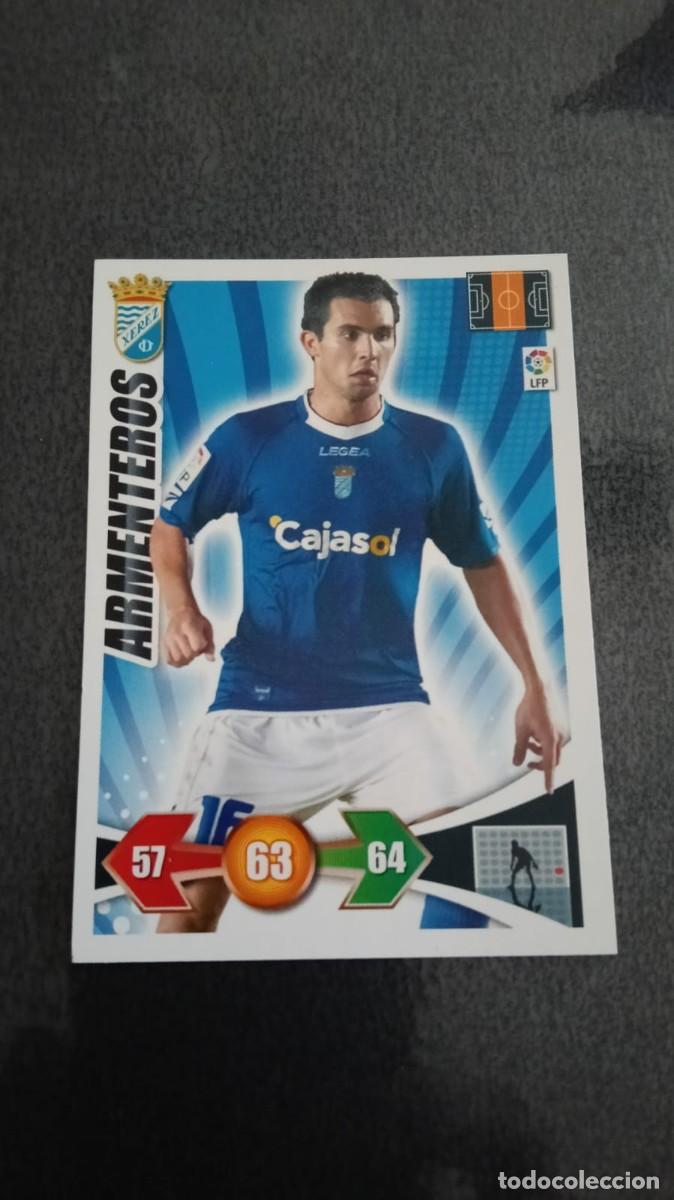 XEREZ
LFP
ARMENTEROS
LEGEA
Cajasol
16
57
63
64
todocoleccion